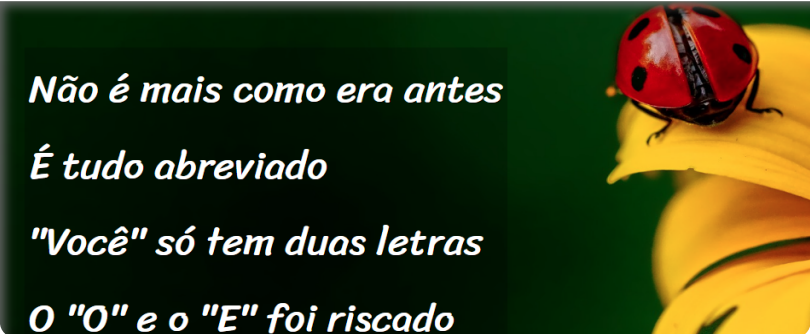 Não é mais como era antes
É tudo abreviado
"Você" só tem duas letras
O "O" e o "E" foi riscado